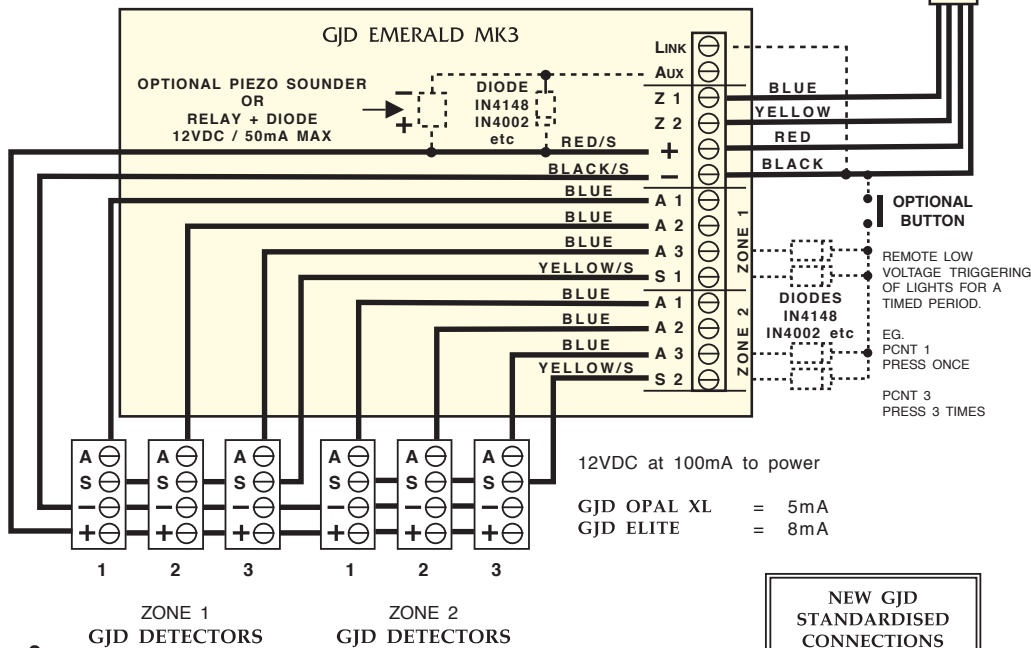 GJD EMERALD MK3
OPTIONAL PIEZO SOUNDER
OR
RELAY + DIODE
12VDC / 50mA MAX
−
+
DIODE
IN4148
IN4002
etc
LINK
AUX
Z 1
Z 2
+
−
A 1
A 2
A 3
S 1
A 1
A 2
A 3
S 2
ZONE 1
ZONE 2
RED/S
BLACK/S
BLUE
BLUE
BLUE
YELLOW/S
BLUE
BLUE
BLUE
YELLOW/S
BLUE
YELLOW
RED
BLACK
OPTIONAL
BUTTON
REMOTE LOW
VOLTAGE TRIGGERING
OF LIGHTS FOR A
TIMED PERIOD.
EG.
PCNT 1
PRESS ONCE
PCNT 3
PRESS 3 TIMES
DIODES
IN4148
IN4002 etc
A A A A A A
S S S S S S
− − − − − −
+ + + + + +
1 2 3 1 2 3
ZONE 1
GJD DETECTORS
ZONE 2
GJD DETECTORS
12VDC at 100mA to power
GJD OPAL XL = 5mA
GJD ELITE = 8mA
NEW GJD
STANDARDISED
CONNECTIONS